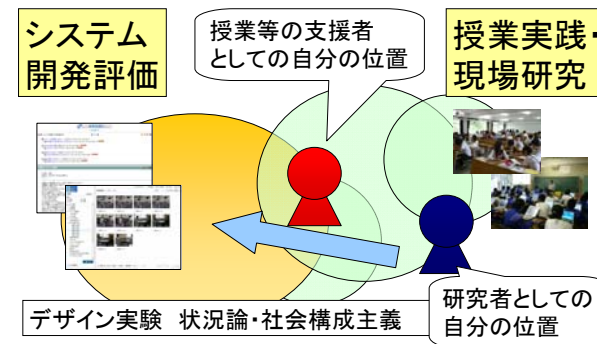 システム
開発評価
授業等の支援者
としての自分の位置
授業実践・
現場研究
デザイン実験 状況論・社会構成主義
研究者としての
自分の位置